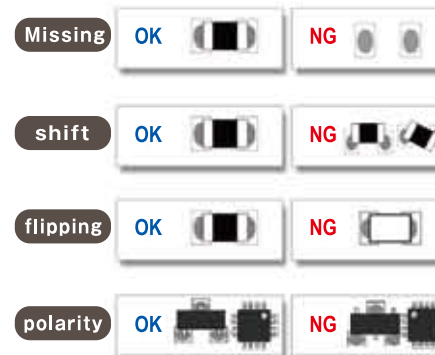 Missing OK NG
shift OK NG
flipping OK NG
polarity OK NG